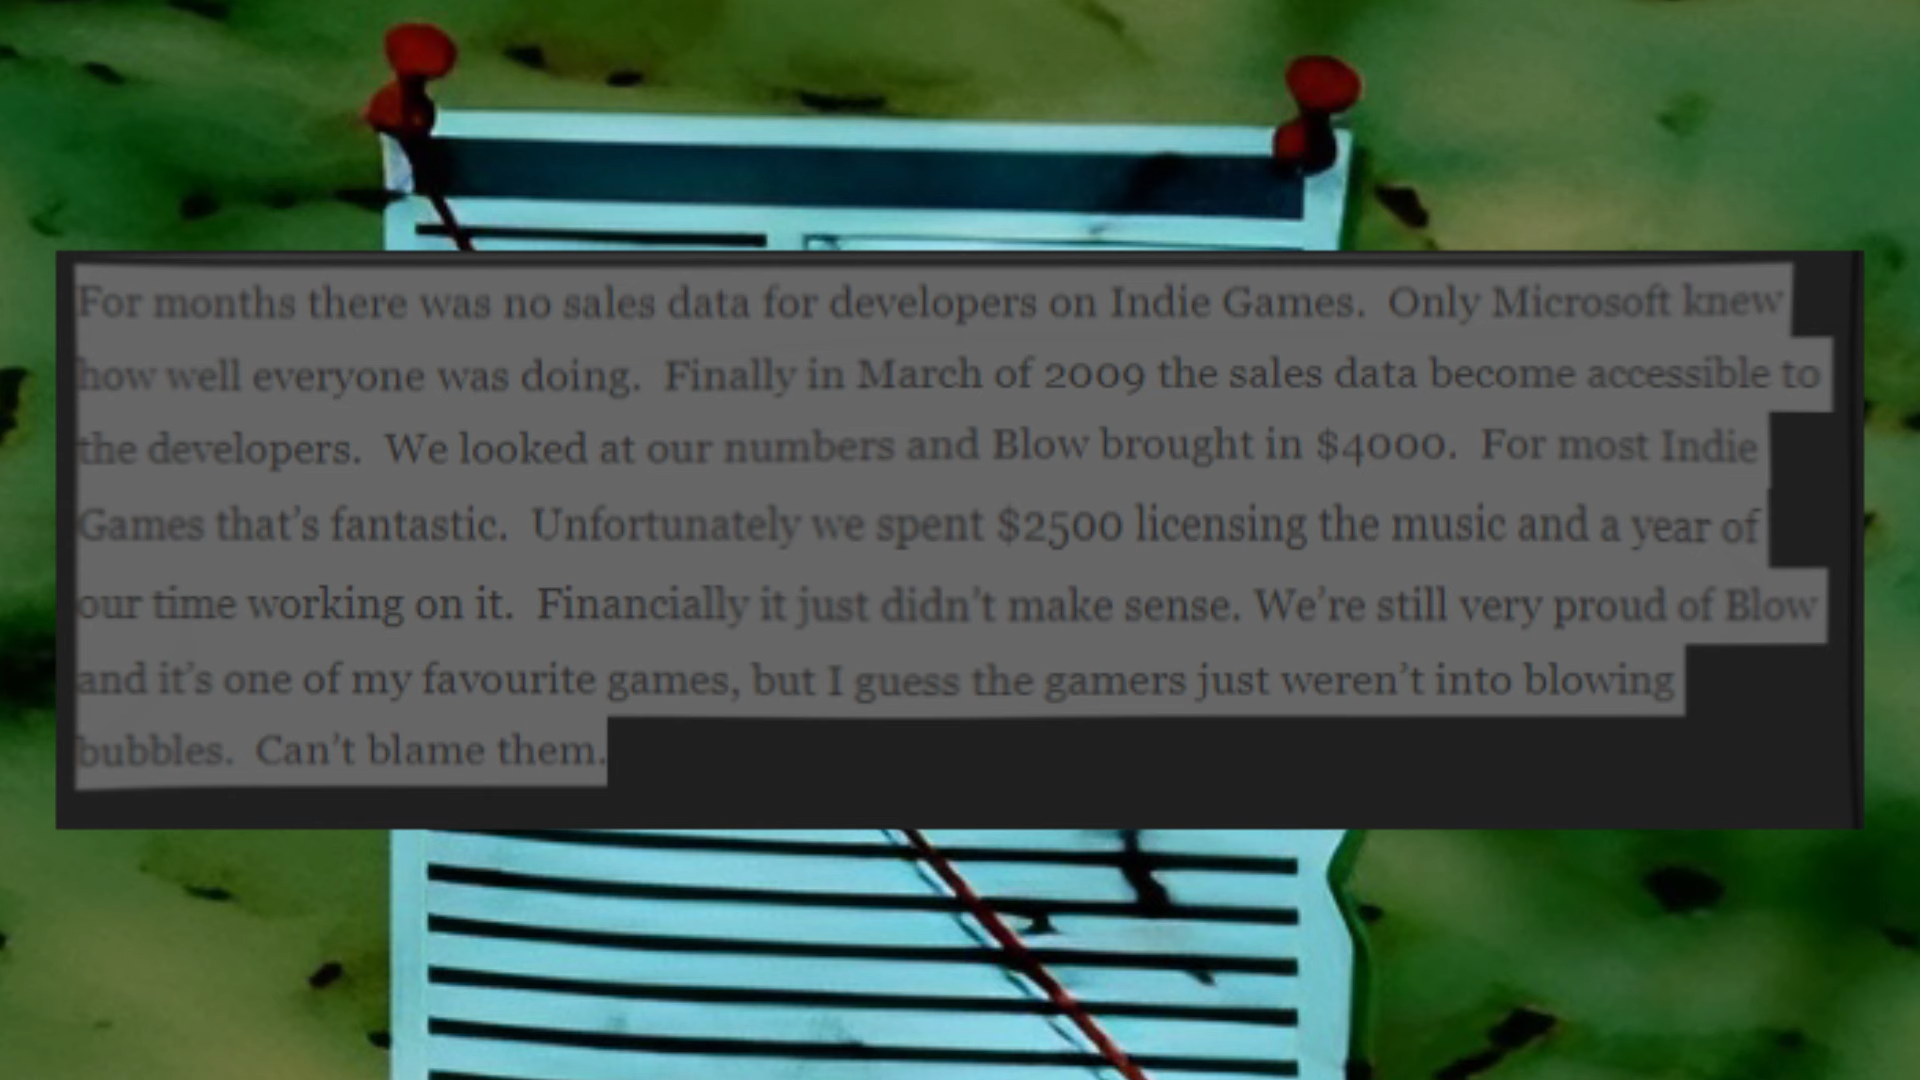 For months there was no sales data for developers on Indie Games.  Only Microsoft knew
how well everyone was doing.  Finally in March of 2009 the sales data become accessible to
the developers.  We looked at our numbers and Blow brought in $4000.  For most Indie
Games that’s fantastic.  Unfortunately we spent $2500 licensing the music and a year of
our time working on it.  Financially it just didn’t make sense. We’re still very proud of Blow
and it’s one of my favourite games, but I guess the gamers just weren’t into blowing
bubbles.  Can’t blame them.